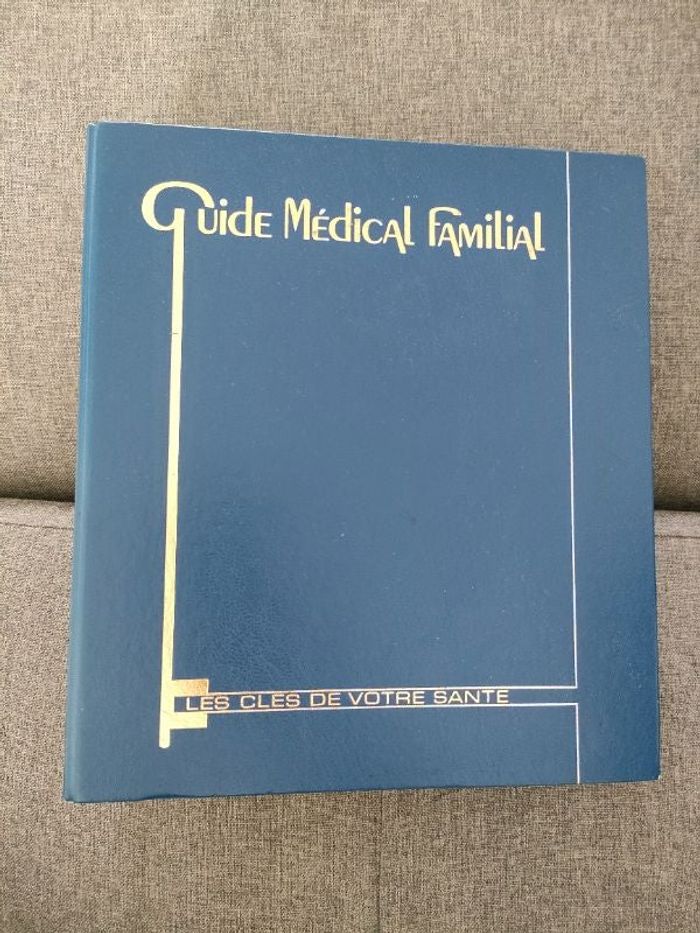 Guide Médical Familial
LES CLES DE VOTRE SANTE